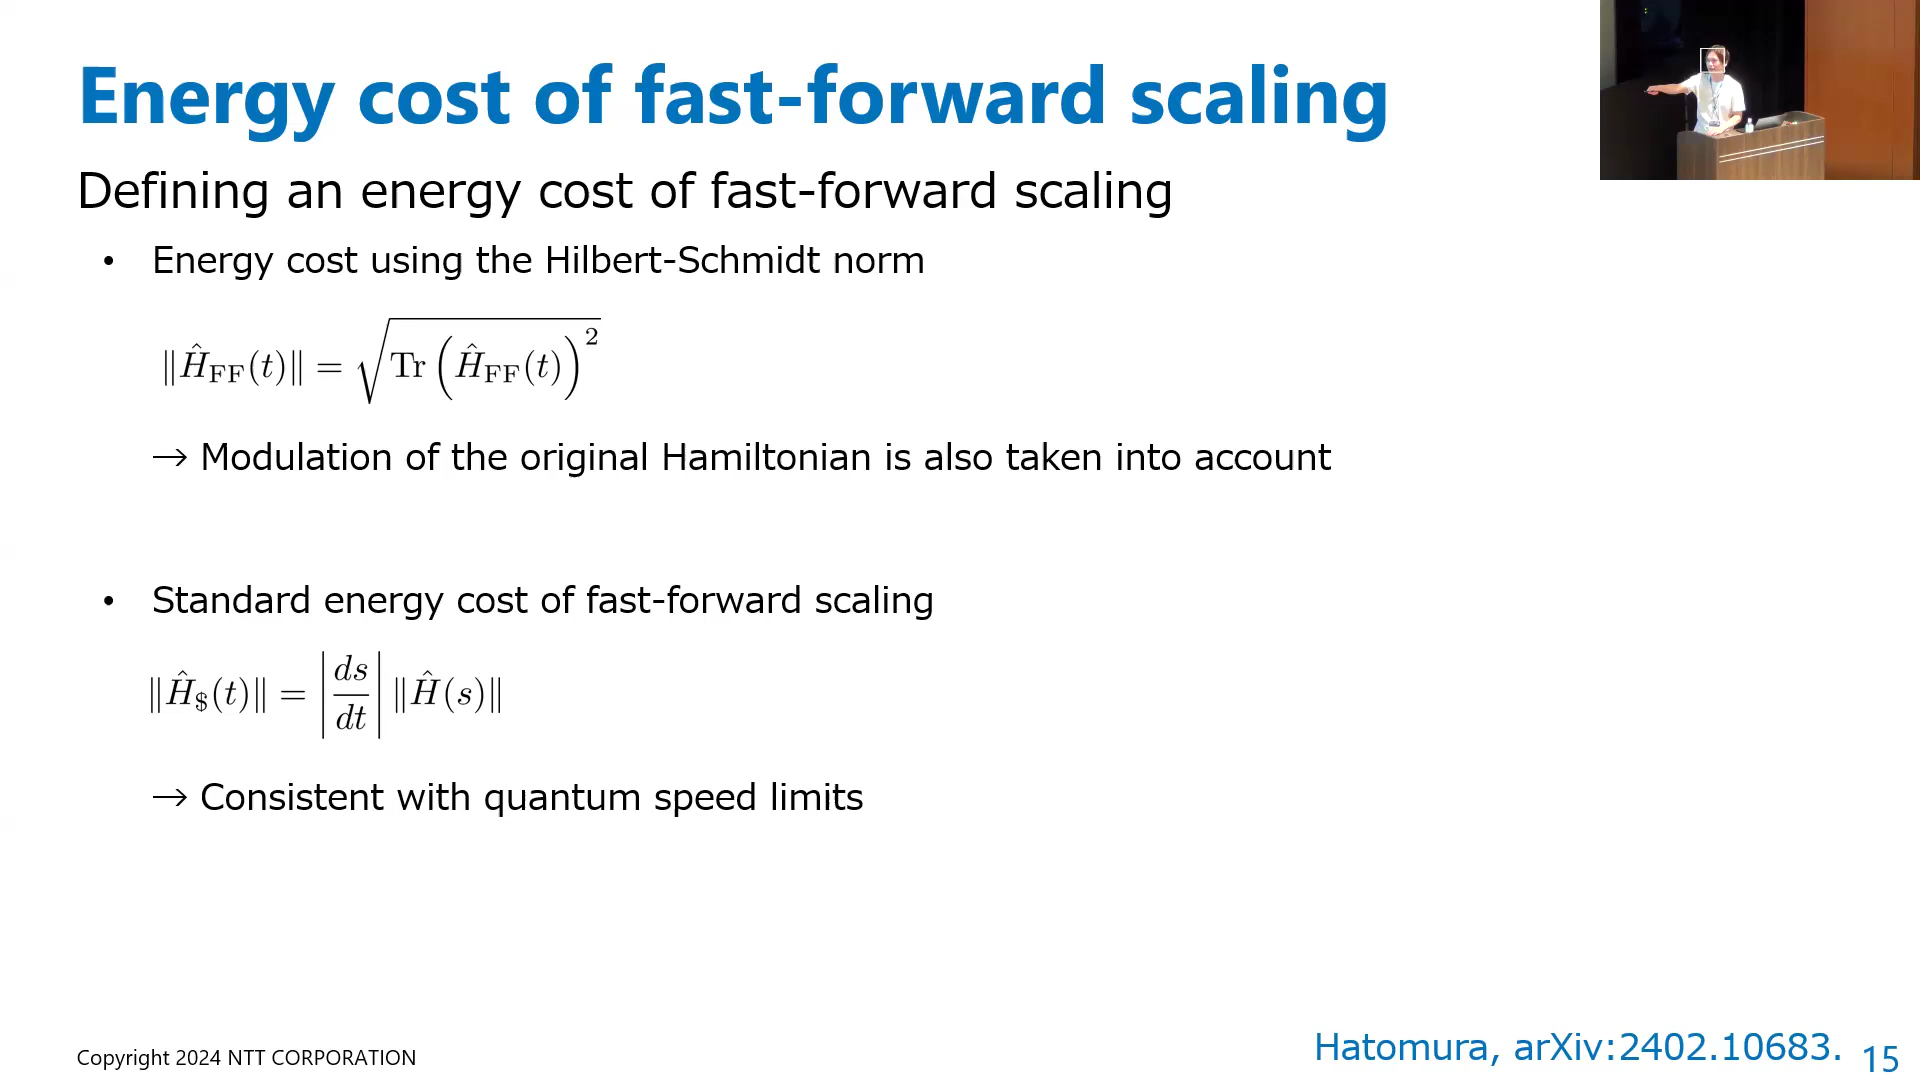 Energy cost of fast-forward scaling
Defining an energy cost of fast-forward scaling
• Energy cost using the Hilbert-Schmidt norm
‖Ĥ_FF(t)‖ = √(Tr(Ĥ_FF(t))²)
→ Modulation of the original Hamiltonian is also taken into account
• Standard energy cost of fast-forward scaling
‖Ĥ_$(t)‖ = |ds/dt| ‖Ĥ(s)‖
→ Consistent with quantum speed limits
Copyright 2024 NTT CORPORATION
Hatomura, arXiv:2402.10683.
15